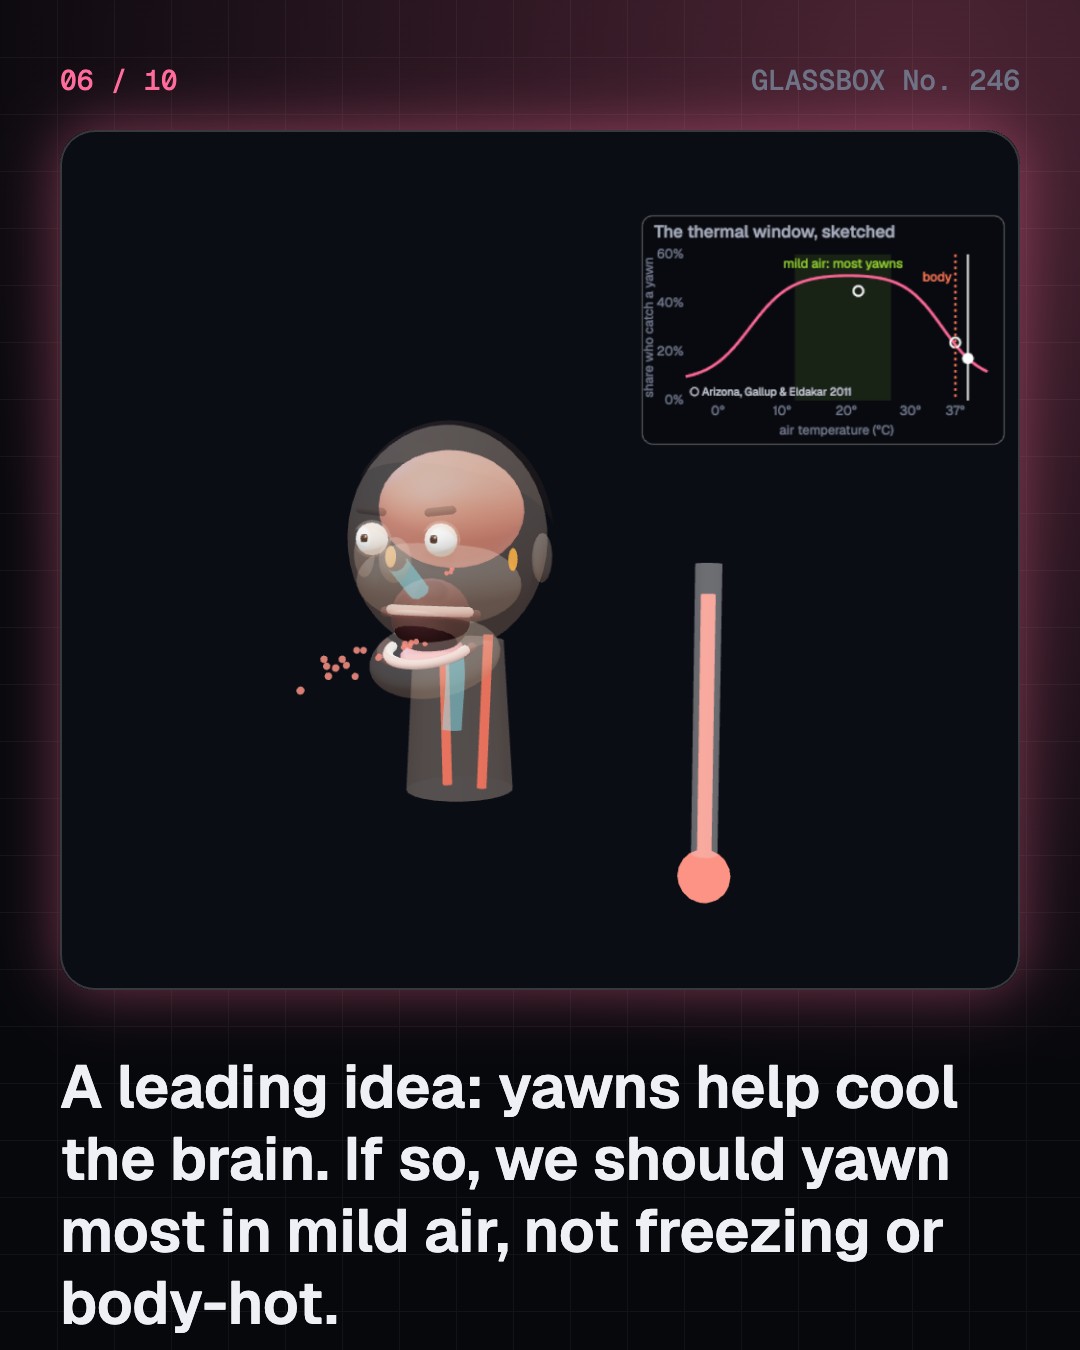 06 / 10
GLASSBOX No. 246
The thermal window, sketched
share who catch a yawn
60%
40%
20%
0%
mild air: most yawns
body
Arizona, Gallup & Eldakar 2011
0° 10° 20° 30° 37°
air temperature (°C)
A leading idea: yawns help cool
the brain. If so, we should yawn
most in mild air, not freezing or
body-hot.